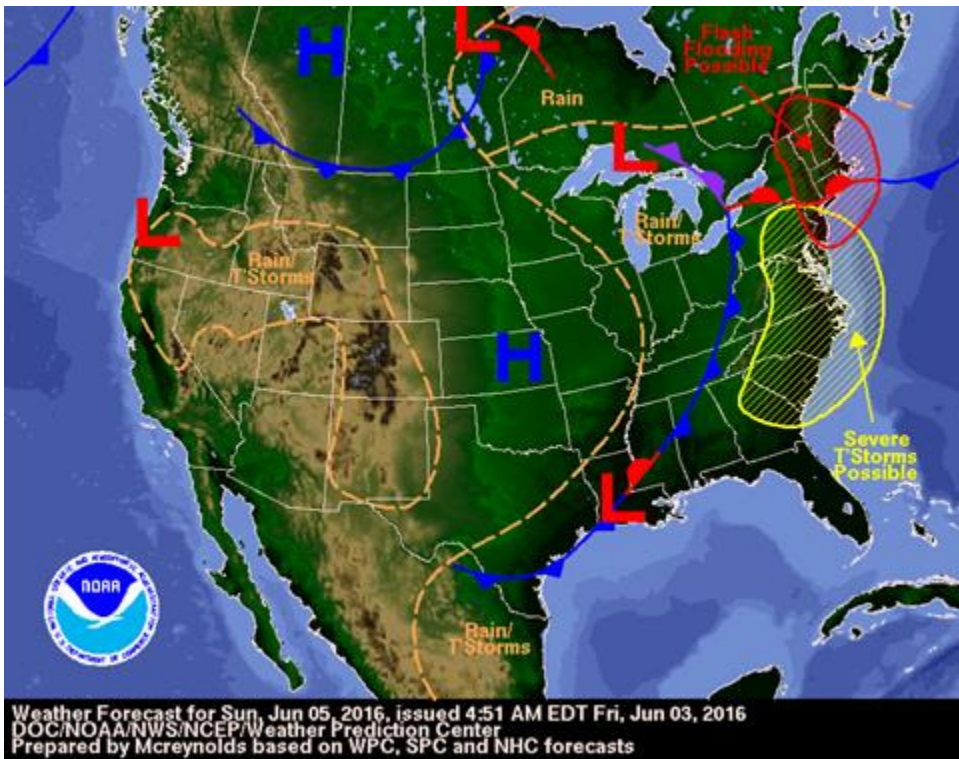 L
H
Flash
Flooding
Possible
Rain
L
L
Rain/
T'Storms
Rain/
T'Storms
H
Severe
T'Storms
Possible
L
NOAA
Rain/
T'Storms
Weather Forecast for Sun, Jun 05, 2016, issued 4:51 AM EDT Fri, Jun 03, 2016
DOC/NOAA/NWS/NCEP/Weather Prediction Center
Prepared by Mcreynolds based on WPC, SPC and NHC forecasts